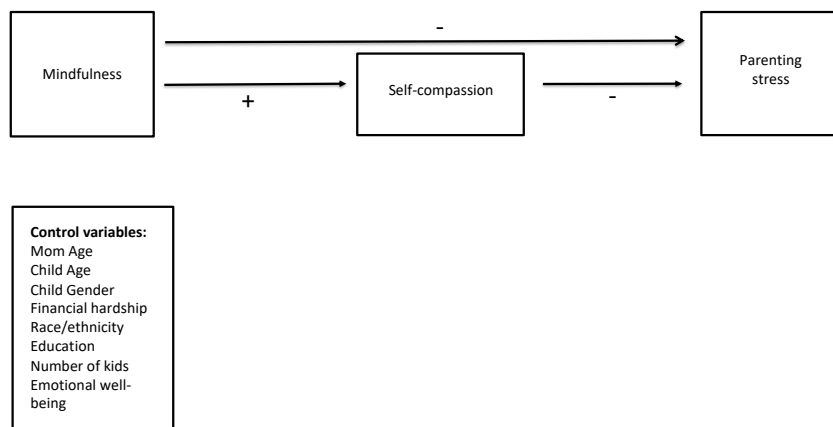 -
Mindfulness
Self-compassion
Parenting
stress
+
-
Control variables:
Mom Age
Child Age
Child Gender
Financial hardship
Race/ethnicity
Education
Number of kids
Emotional well-
being